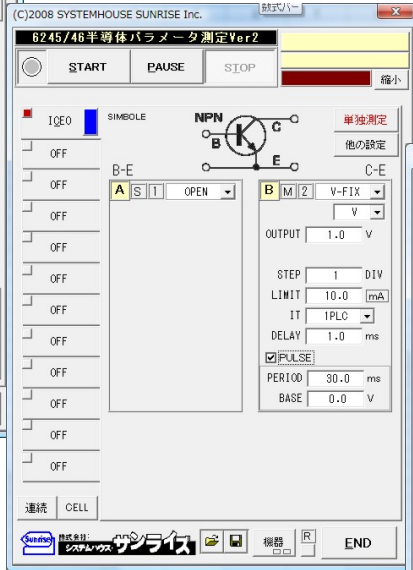 数式バー
(C)2008 SYSTEMHOUSE SUNRISE Inc.
6245/46半導体パラメータ測定Ver2
START PAUSE STOP
縮小
ICEO SIMBOLE NPN B C E 単独測定
他の設定
OFF
B-E C-E
OFF A S 1 OPEN B M 2 V-FIX
V
OFF
OUTPUT 1.0 V
OFF
STEP 1 DIV
OFF
LIMIT 10.0 mA
OFF
IT 1PLC
OFF
DELAY 1.0 ms
PULSE
OFF
PERIOD 30.0 ms
OFF
BASE 0.0 V
OFF
OFF
連続 CELL
Sunrise 株式会社 システムハウス サンライズ 機器 R END